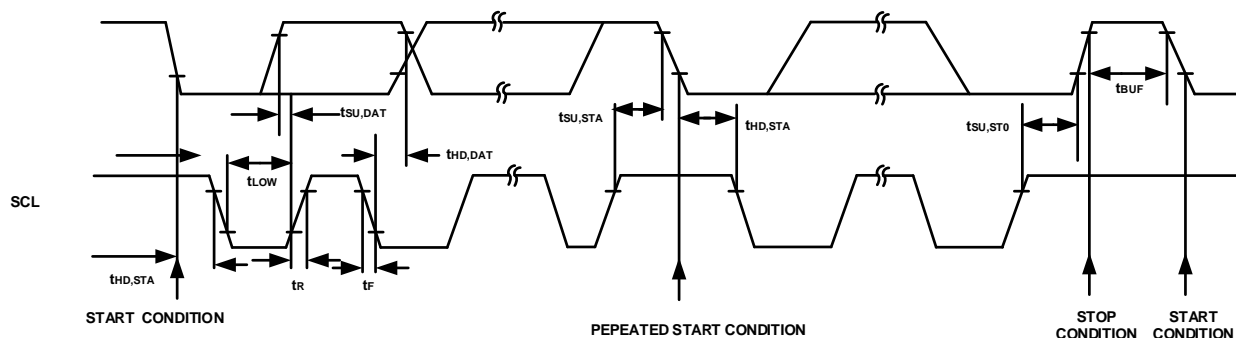 tBUF
tSU,DAT
tSU,STA
tHD,STA
tSU,ST0
tHD,DAT
tLOW
SCL
tHD,STA
tR
tF
START CONDITION
PEPEATED START CONDITION
STOP
CONDITION
START
CONDITION